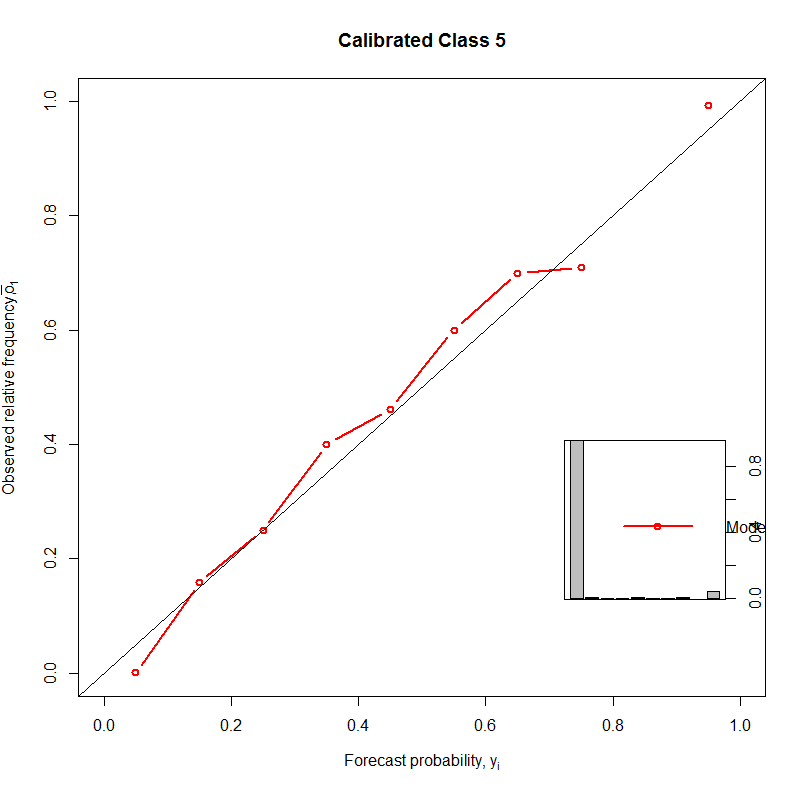 Calibrated Class 5
Observed relative frequency, ō₁
1.0
0.8
0.6
0.4
0.2
0.0
0.8
0.4
0.0
Mode
0.0 0.2 0.4 0.6 0.8 1.0
Forecast probability, yᵢ